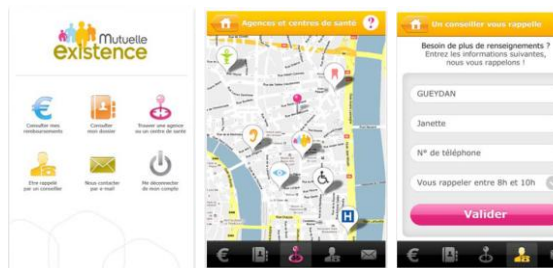 Mutuelle
existence
Consulter mes
remboursements
Consulter
mon dossier
Trouver une agence
ou un centre de santé
Etre rappelé
par un conseiller
Nous contacter
par e-mail
Me déconnecter
de mon compte
Agences et centres de santé ?
H
Un conseiller vous rappelle
Besoin de plus de renseignements ?
Entrez les informations suivantes,
nous vous rappelons !
GUEYDAN
Janette
N° de téléphone
Vous rappeler entre 8h et 10h
Valider